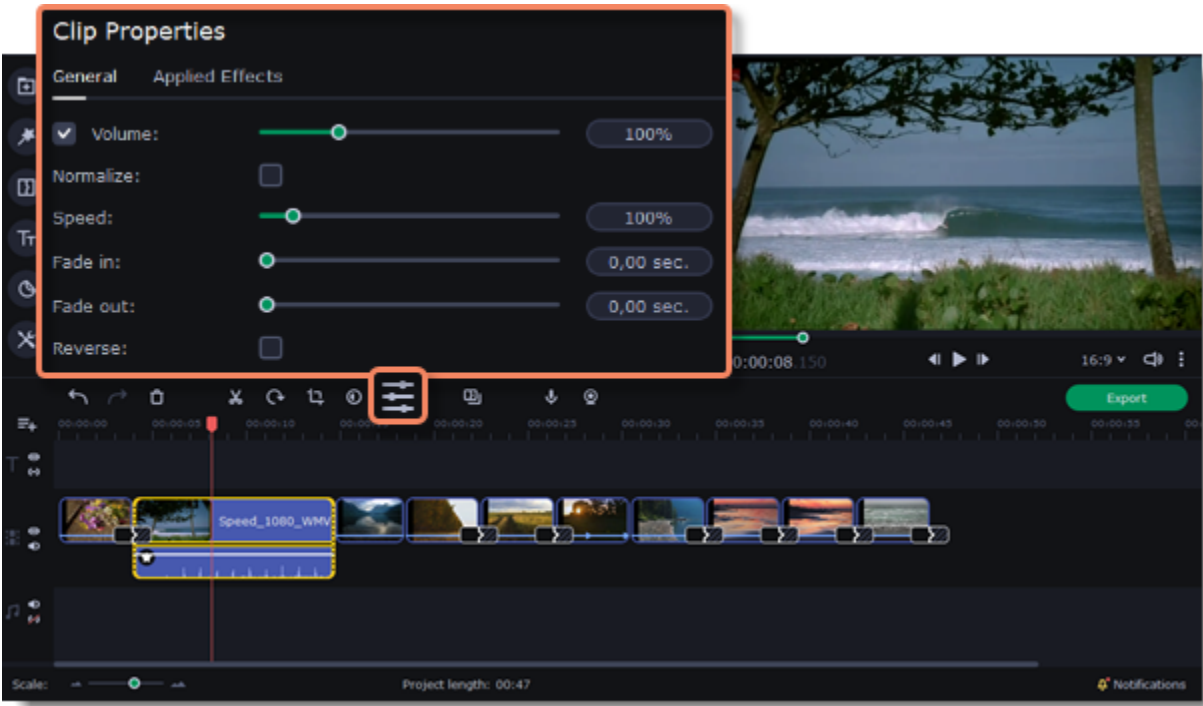 Clip Properties
General Applied Effects
Volume: 100%
Normalize:
Speed: 100%
Fade in: 0,00 sec.
Fade out: 0,00 sec.
Reverse:
:00:08.150
16:9
Export
00:00:00 00:00:05 00:00:10 00:00:20 00:00:25 00:00:30 00:00:35 00:00:40 00:00:45 00:00:50 00:00:55
Speed_1080_WMV
Scale: Project length: 00:47 Notifications